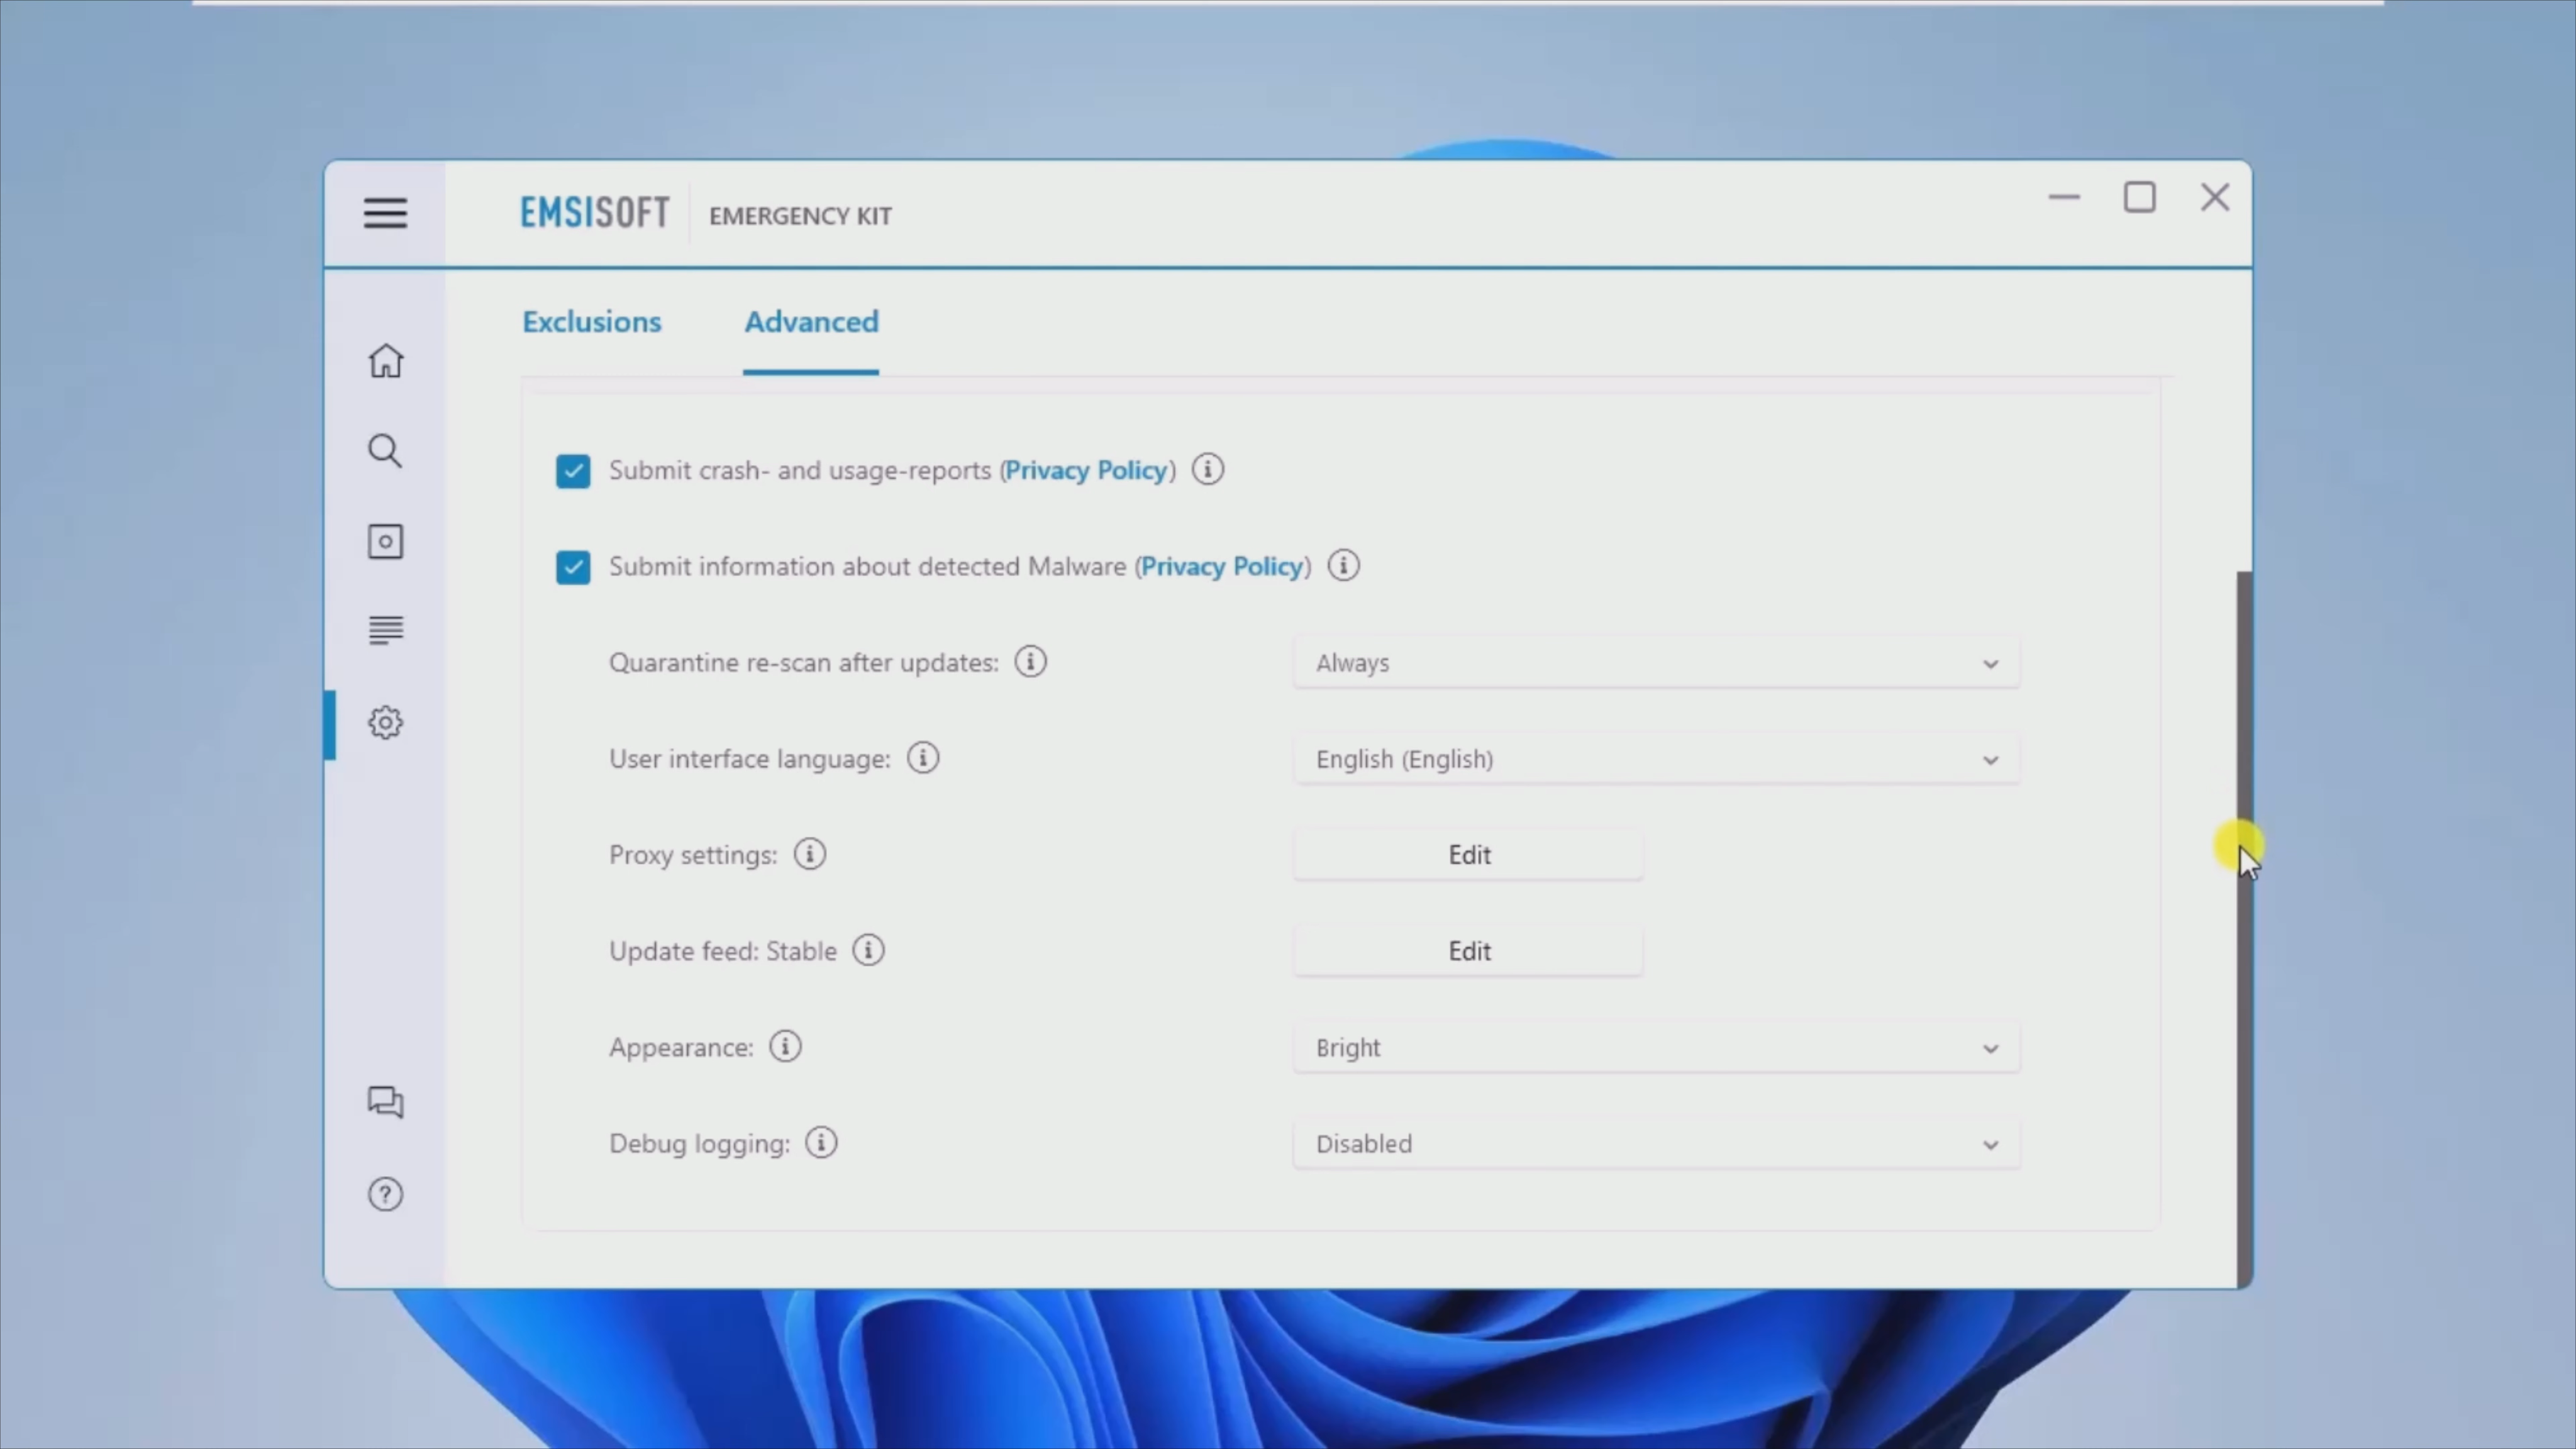 EMSISOFT EMERGENCY KIT
Exclusions Advanced
Submit crash- and usage-reports (Privacy Policy)
Submit information about detected Malware (Privacy Policy)
Quarantine re-scan after updates: Always
User interface language: English (English)
Proxy settings: Edit
Update feed: Stable Edit
Appearance: Bright
Debug logging: Disabled